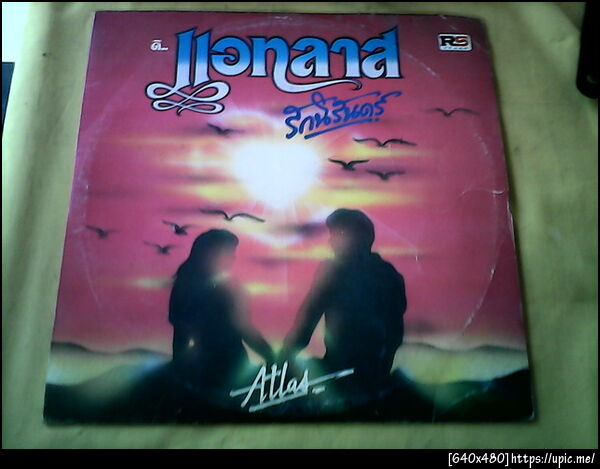 ดิ...
แอทลาส
RS
รักนิรันดร์
Atlas
[640x480]https://upic.me/